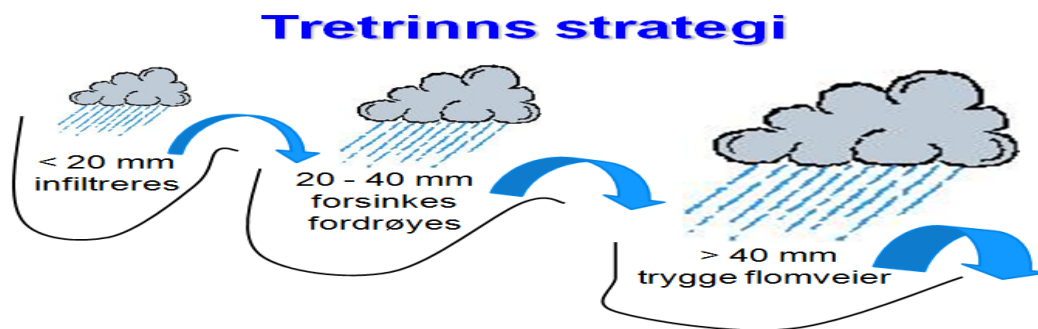 Tretrinns strategi
< 20 mm
infiltreres
20 - 40 mm
forsinkes
fordrøyes
> 40 mm
trygge flomveier